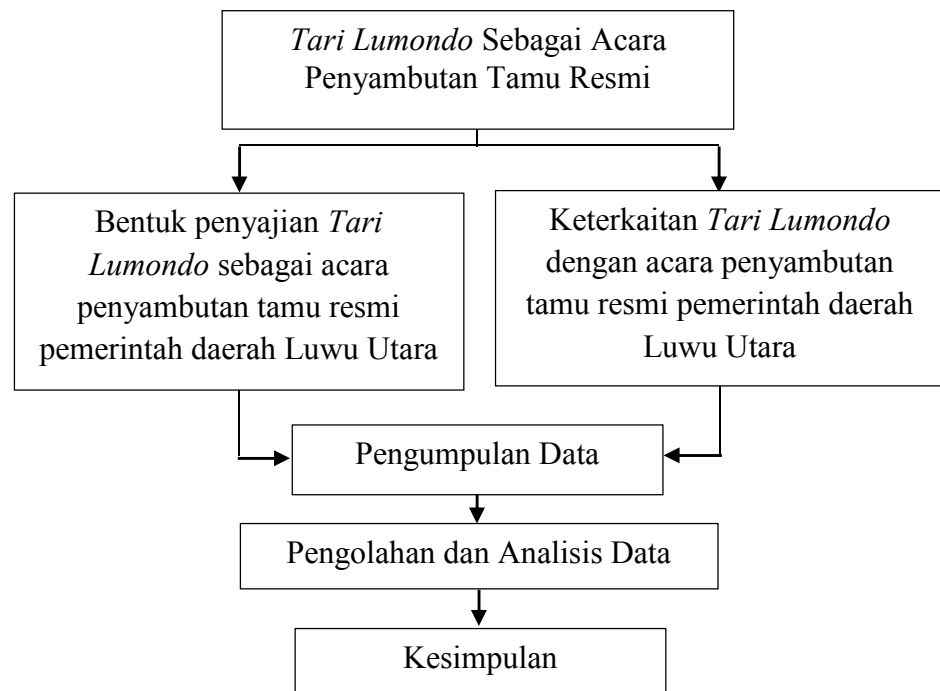 Tari Lumondo Sebagai Acara
Penyambutan Tamu Resmi
Bentuk penyajian Tari
Lumondo sebagai acara
penyambutan tamu resmi
pemerintah daerah Luwu Utara
Keterkaitan Tari Lumondo
dengan acara penyambutan
tamu resmi pemerintah daerah
Luwu Utara
Pengumpulan Data
Pengolahan dan Analisis Data
Kesimpulan